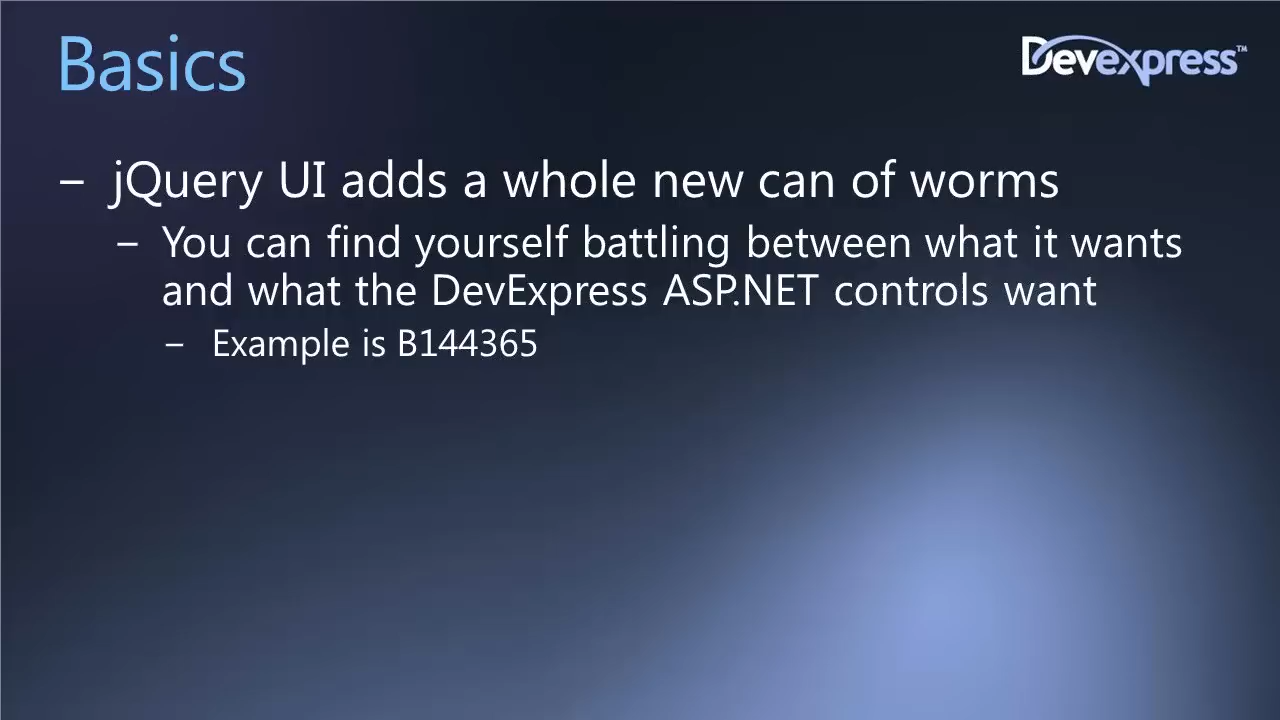 Basics
Devexpress™
– jQuery UI adds a whole new can of worms
– You can find yourself battling between what it wants
and what the DevExpress ASP.NET controls want
– Example is B144365